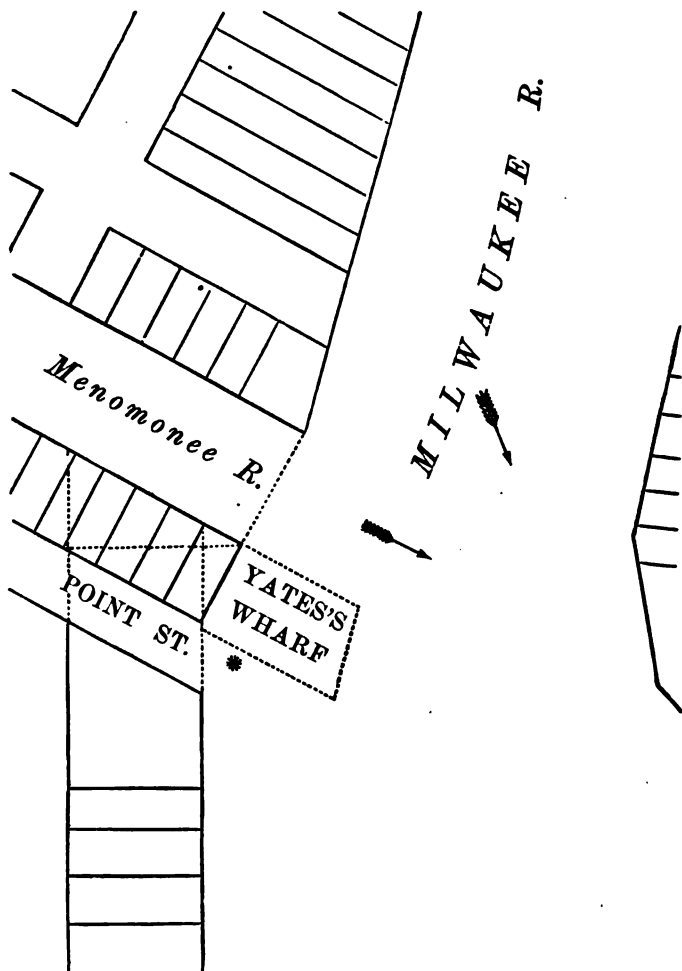 MILWAUKEE R.
Menomonee R.
YATES'S
WHARF
POINT ST.